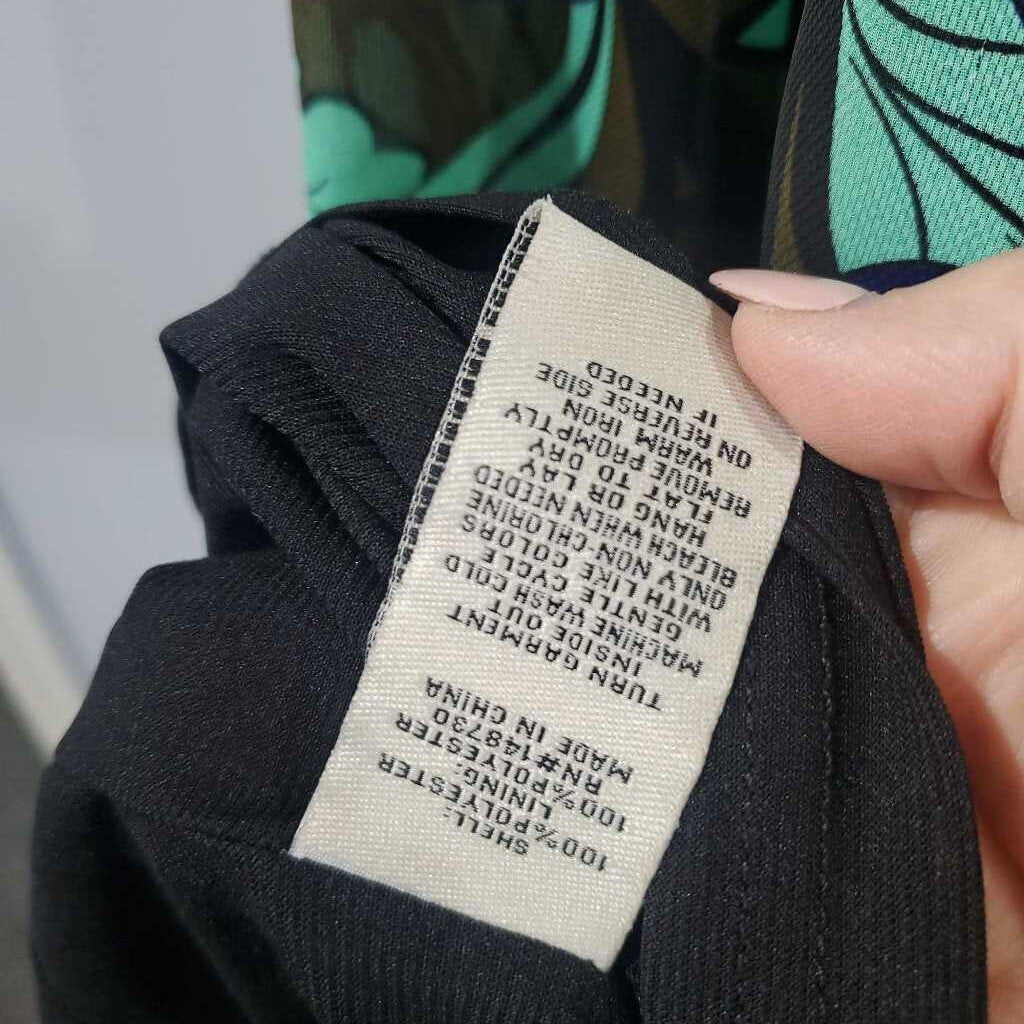 SHELL:
100%POLYESTER
LINING:
100%POLYESTER
RN#148730
MADE IN CHINA
TURN GARMENT
INSIDE OUT
MACHINE WASH COLD
GENTLE CYCLE
WITH LIKE COLORS
ONLY NON-CHLORINE
BLEACH WHEN NEEDED
HANG OR LAY
FLAT TO DRY
REMOVE PROMPTLY
WARM IRON
ON REVERSE SIDE
IF NEEDED